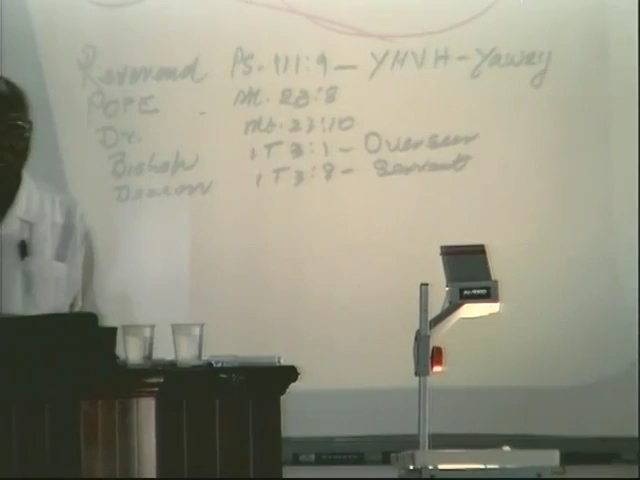 Reverend Ps. 111:9 – YHVH – Yawey
POPE - Mt. 23:8
Dr. Mt. 23:10
Bishop 1 T 3:1 – Overseer
Deacon 1 T 3:8 – Servant